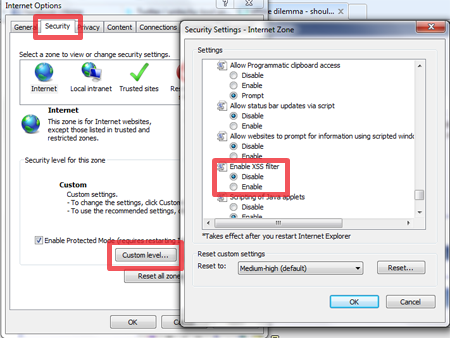 Internet Options
General Security Privacy Content Connections
Select a zone to view or change security settings.
Internet Local intranet Trusted sites
Internet
This zone is for Internet websites,
except those listed in trusted and
restricted zones.
Security level for this zone
Custom
Custom settings.
- To change the settings, click Custom
- To use the recommended settings,
Enable Protected Mode (requires restarting
Custom level...
Reset all zone
OK
dilemma - shoul...
Security Settings - Internet Zone
Settings
Allow Programmatic clipboard access
Disable
Enable
Prompt
Allow status bar updates via script
Disable
Enable
Allow websites to prompt for information using scripted windo
Disable
Enable
Enable XSS filter
Disable
Enable
Scripting of Java applets
Disable
Enable
*Takes effect after you restart Internet Explorer
Reset custom settings
Reset to: Medium-high (default) Reset...
OK Cancel